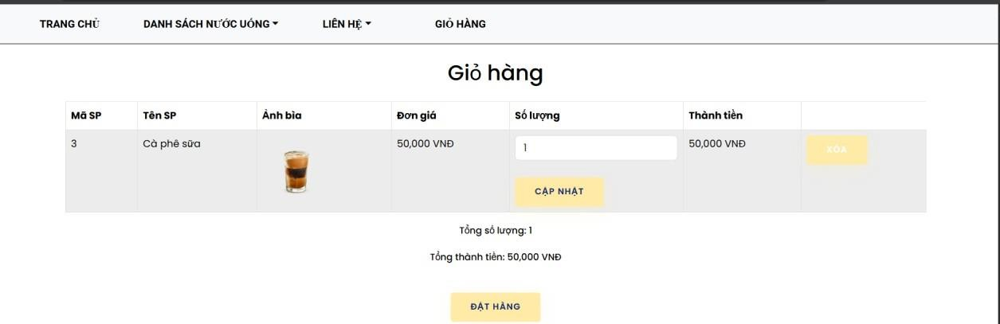 TRANG CHỦ DANH SÁCH NƯỚC UỐNG LIÊN HỆ GIỎ HÀNG
Giỏ hàng
Mã SP Tên SP Ảnh bìa Đơn giá Số lượng Thành tiền
3 Cà phê sữa 50,000 VNĐ 1 50,000 VNĐ XÓA
CẬP NHẬT
Tổng số lượng: 1
Tổng thành tiền: 50,000 VNĐ
ĐẶT HÀNG